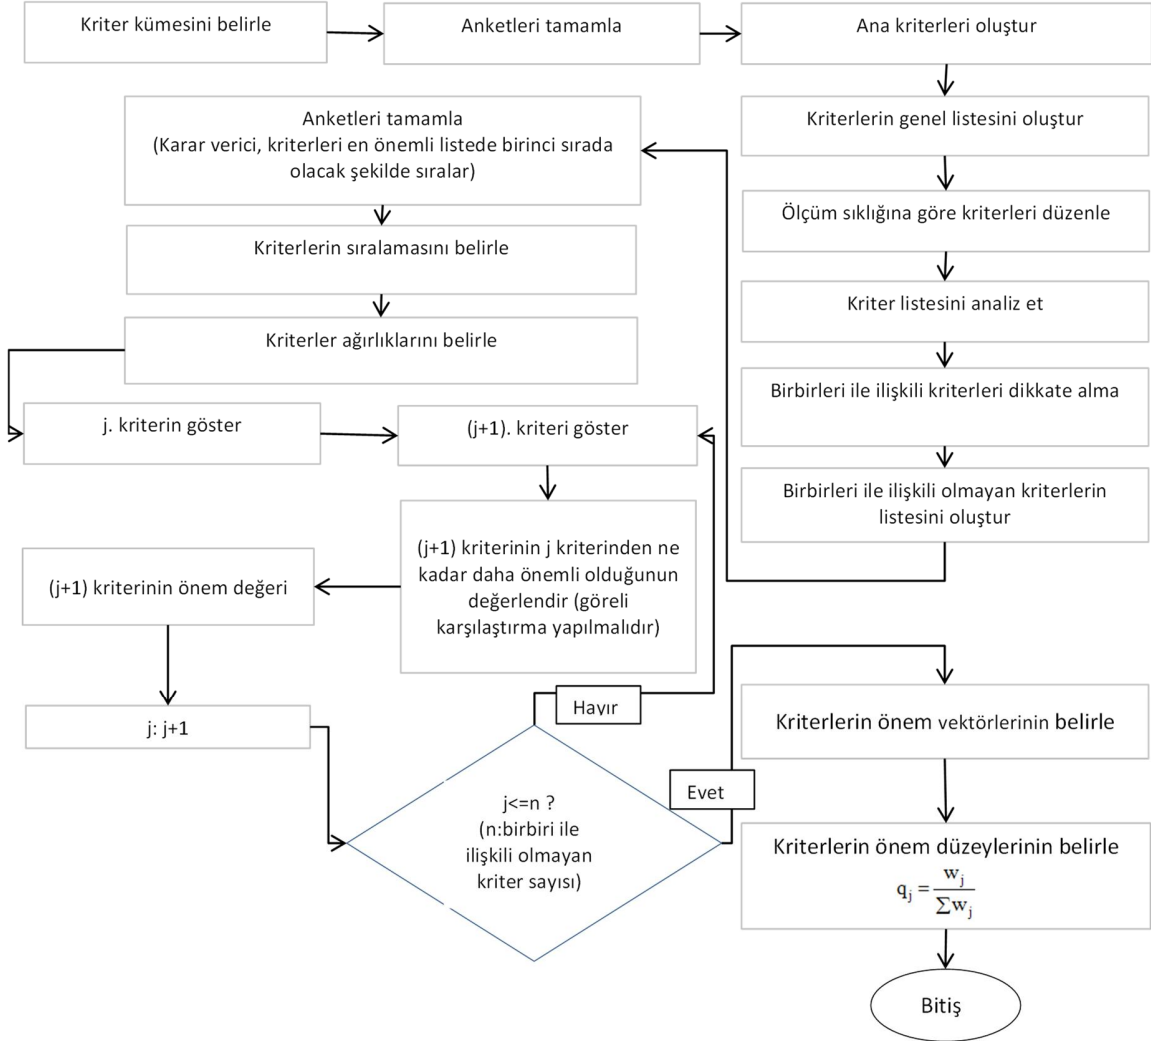 Kriter kümesini belirle
Anketleri tamamla
Ana kriterleri oluştur
Kriterlerin genel listesini oluştur
Ölçüm sıklığına göre kriterleri düzenle
Kriter listesini analiz et
Birbirleri ile ilişkili kriterleri dikkate alma
Birbirleri ile ilişkili olmayan kriterlerin
listesini oluştur
Anketleri tamamla
(Karar verici, kriterleri en önemli listede birinci sırada
olacak şekilde sıralar)
Kriterlerin sıralamasını belirle
Kriterler ağırlıklarını belirle
j. kriterin göster
(j+1). kriteri göster
(j+1) kriterinin j kriterinden ne
kadar daha önemli olduğunun
değerlendir (göreli
karşılaştırma yapılmalıdır)
(j+1) kriterinin önem değeri
j: j+1
j<=n ?
(n:birbiri ile
ilişkili olmayan
kriter sayısı)
Hayır
Evet
Kriterlerin önem vektörlerinin belirle
Kriterlerin önem düzeylerinin belirle
q_j = w_j / ∑w_j
Bitiş